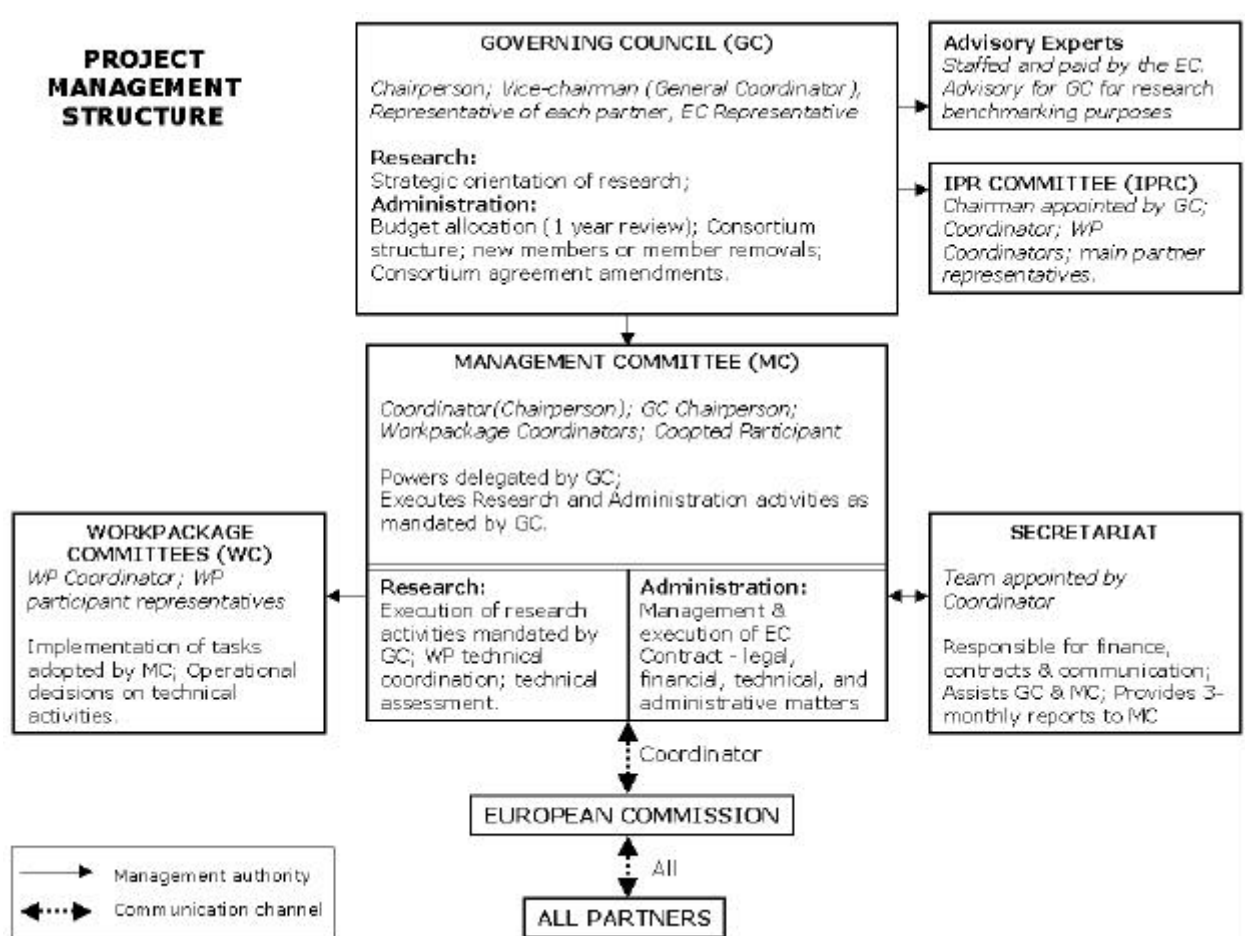 PROJECT
MANAGEMENT
STRUCTURE
GOVERNING COUNCIL (GC)
Chairperson; Vice-chairman (General Coordinator),
Representative of each partner, EC Representative
Research:
Strategic orientation of research;
Administration:
Budget allocation (1 year review); Consortium
structure; new members or member removals;
Consortium agreement amendments.
Advisory Experts
Staffed and paid by the EC.
Advisory for GC for research
benchmarking purposes
IPR COMMITTEE (IPRC)
Chairman appointed by GC;
Coordinator; WP
Coordinators; main partner
representatives.
MANAGEMENT COMMITTEE (MC)
Coordinator(Chairperson); GC Chairperson;
Workpackage Coordinators; Coopted Participant
Powers delegated by GC;
Executes Research and Administration activities as
mandated by GC.
Research:
Execution of research
activities mandated by
GC; WP technical
coordination; technical
assessment.
Administration:
Management &
execution of EC
Contract - legal,
financial, technical, and
administrative matters
WORKPACKAGE
COMMITTEES (WC)
WP Coordinator; WP
participant representatives
Implementation of tasks
adopted by MC; Operational
decisions on technical
activities.
SECRETARIAT
Team appointed by
Coordinator
Responsible for finance,
contracts & communication;
Assists GC & MC; Provides 3-
monthly reports to MC
Coordinator
EUROPEAN COMMISSION
All
ALL PARTNERS
Management authority
Communication channel